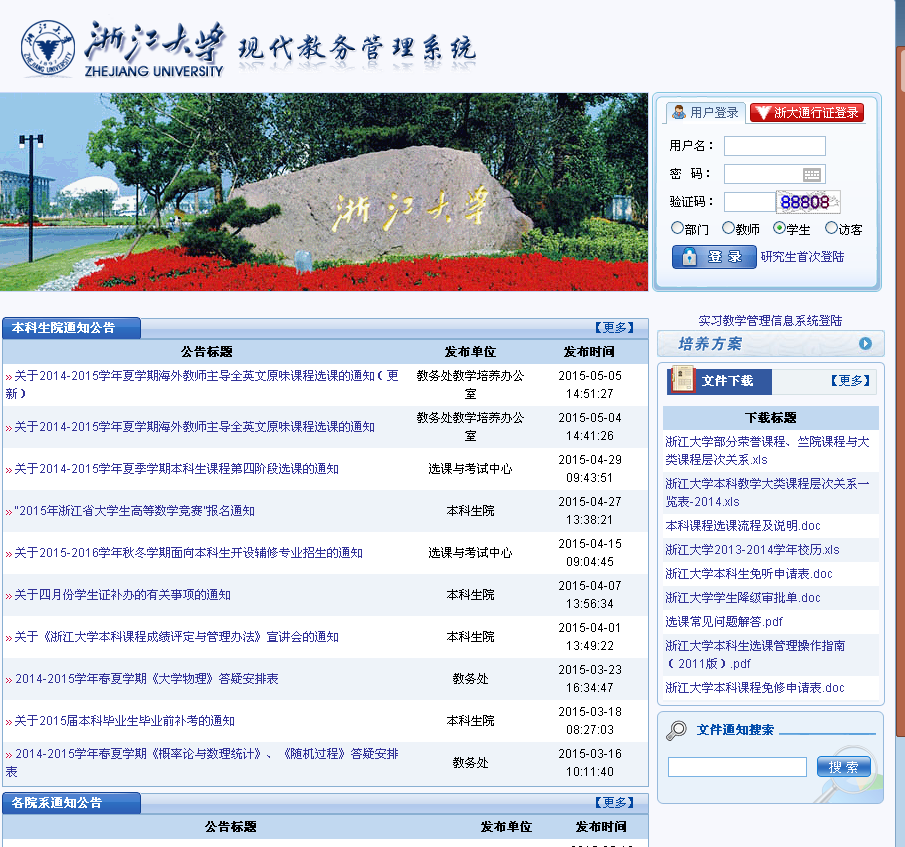 浙江大学 现代教务管理系统
ZHEJIANG UNIVERSITY
浙江大学
用户登录 浙大通行证登录
用户名：
密 码：
验证码： 88808
部门 教师 学生 访客
登 录 研究生首次登陆
实习教学管理信息系统登陆
培养方案
本科生院通知公告 【更多】
公告标题 发布单位 发布时间
»关于2014-2015学年夏学期海外教师主导全英文原味课程选课的通知（更
新）
教务处教学培养办公
室
2015-05-05
14:51:27
»关于2014-2015学年夏学期海外教师主导全英文原味课程选课的通知
教务处教学培养办公
室
2015-05-04
14:41:26
»关于2014-2015学年夏季学期本科生课程第四阶段选课的通知
选课与考试中心
2015-04-29
09:43:51
»"2015年浙江省大学生高等数学竞赛"报名通知
本科生院
2015-04-27
13:38:21
»关于2015-2016学年秋冬学期面向本科生开设辅修专业招生的通知
选课与考试中心
2015-04-15
09:04:45
»关于四月份学生证补办的有关事项的通知
本科生院
2015-04-07
13:56:34
»关于《浙江大学本科课程成绩评定与管理办法》宣讲会的通知
本科生院
2015-04-01
13:49:22
»2014-2015学年春夏学期《大学物理》答疑安排表
教务处
2015-03-23
16:34:47
»关于2015届本科毕业生毕业前补考的通知
本科生院
2015-03-18
08:27:03
»2014-2015学年春夏学期《概率论与数理统计》、《随机过程》答疑安排
表
教务处
2015-03-16
10:11:40
各院系通知公告 【更多】
公告标题 发布单位 发布时间
文件下载 【更多】
下载标题
浙江大学部分荣誉课程、竺院课程与大
类课程层次关系.xls
浙江大学本科教学大类课程层次关系一
览表-2014.xls
本科课程选课流程及说明.doc
浙江大学2013-2014学年校历.xls
浙江大学本科生免听申请表.doc
浙江大学学生降级审批单.doc
选课常见问题解答.pdf
浙江大学本科生选课管理操作指南
（2011版）.pdf
浙江大学本科课程免修申请表.doc
文件通知搜索
搜 索